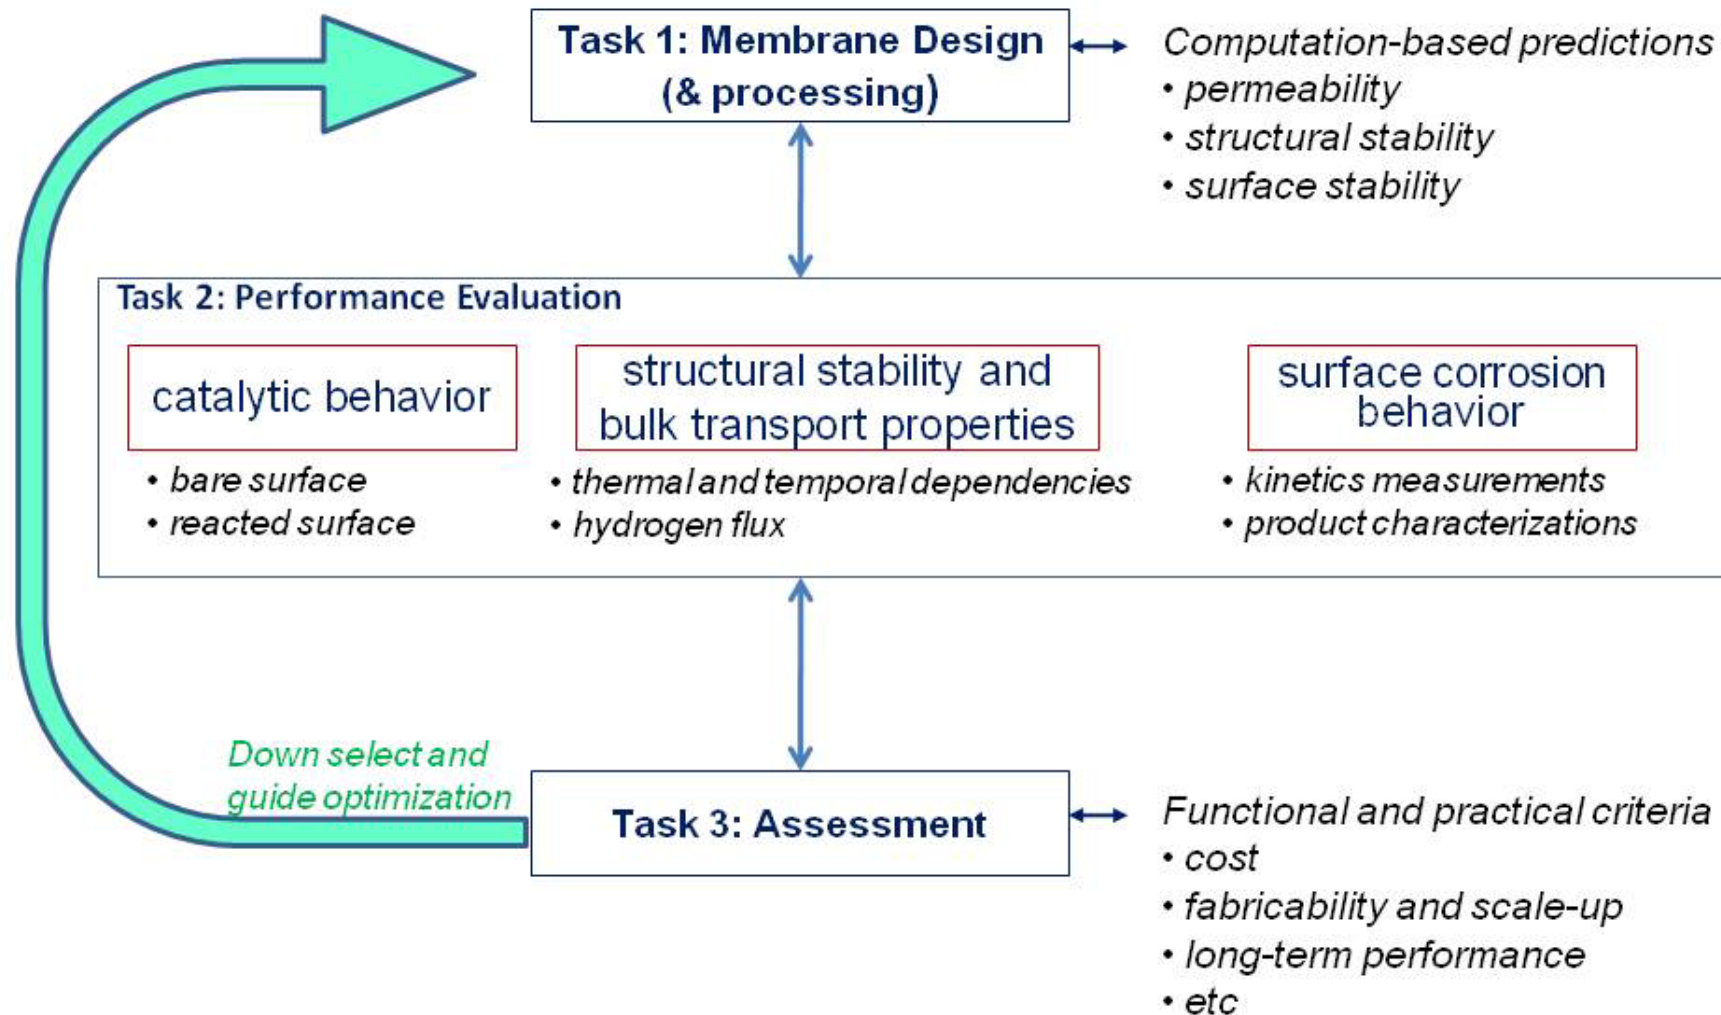 Task 1: Membrane Design
(& processing)
Computation-based predictions
• permeability
• structural stability
• surface stability
Task 2: Performance Evaluation
catalytic behavior
• bare surface
• reacted surface
structural stability and
bulk transport properties
• thermal and temporal dependencies
• hydrogen flux
surface corrosion
behavior
• kinetics measurements
• product characterizations
Down select and
guide optimization
Task 3: Assessment
Functional and practical criteria
• cost
• fabricability and scale-up
• long-term performance
• etc